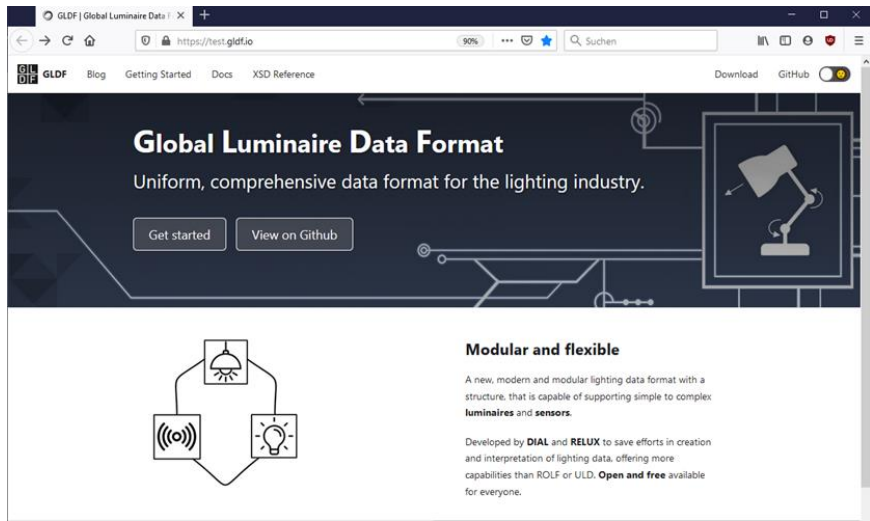 GLDF | Global Luminaire Data F
https://test.gldf.io
90%
Suchen
GL
DF
GLDF
Blog
Getting Started
Docs
XSD Reference
Download
GitHub
Global Luminaire Data Format
Uniform, comprehensive data format for the lighting industry.
Get started
View on Github
Modular and flexible
A new, modern and modular lighting data format with a
structure, that is capable of supporting simple to complex
luminaires and sensors.
Developed by DIAL and RELUX to save efforts in creation
and interpretation of lighting data, offering more
capabilities than ROLF or ULD. Open and free available
for everyone.